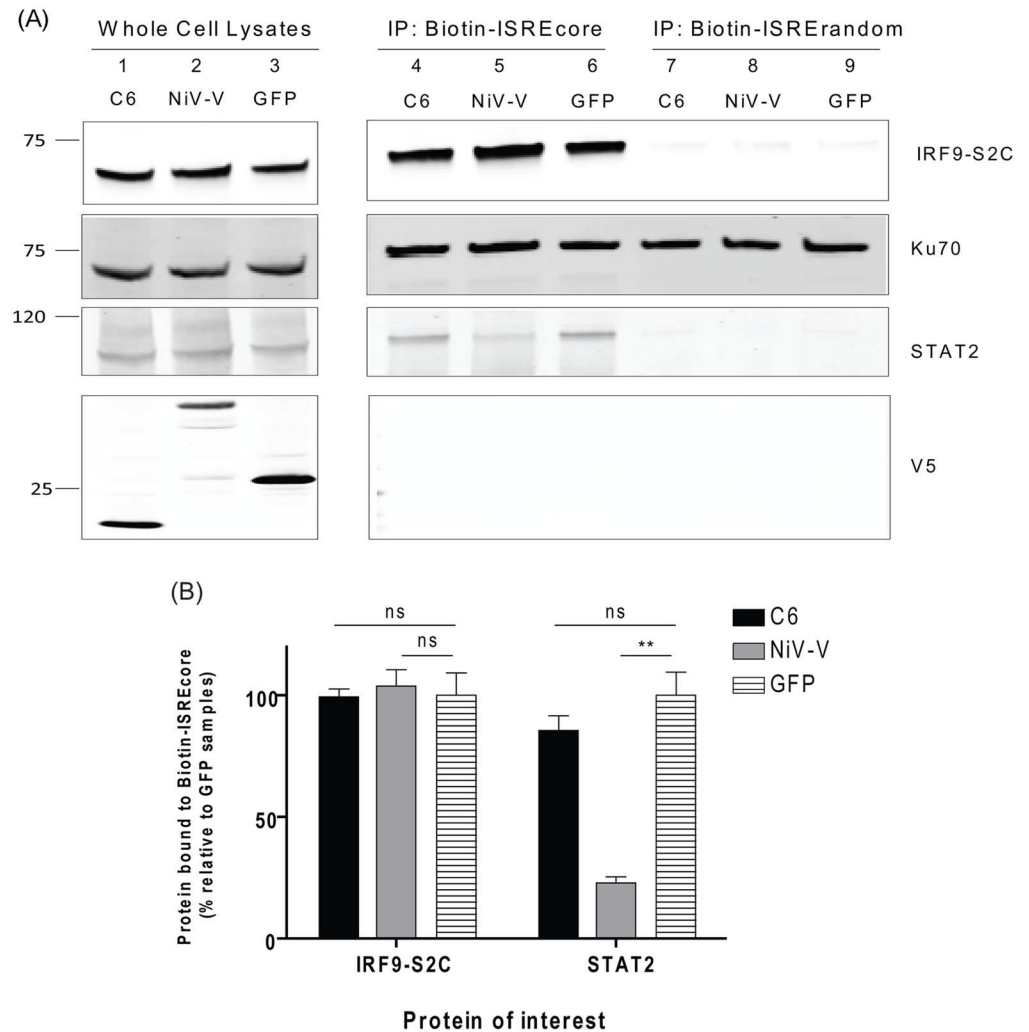 (A)
Whole Cell Lysates
IP: Biotin-ISREcore
IP: Biotin-ISRErandom
1 2 3 4 5 6 7 8 9
C6 NiV-V GFP C6 NiV-V GFP C6 NiV-V GFP
75
IRF9-S2C
75
Ku70
120
STAT2
25
V5
(B)
ns
ns
ns
**
C6
NiV-V
GFP
Protein bound to Biotin-ISREcore
(% relative to GFP samples)
100
50
0
IRF9-S2C
STAT2
Protein of interest